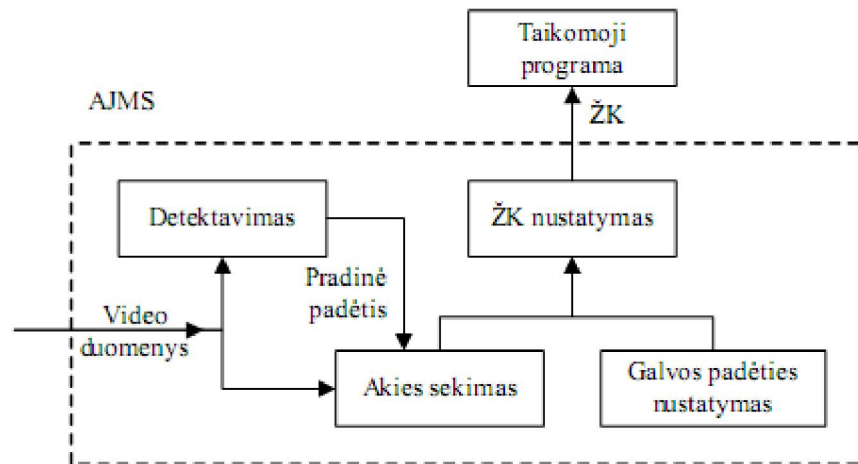 Taikomoji
programa
AJMS
ŽK
Detektavimas
ŽK nustatymas
Pradinė
padėtis
Video
duomenys
Akies sekimas
Galvos padėties
nustatymas